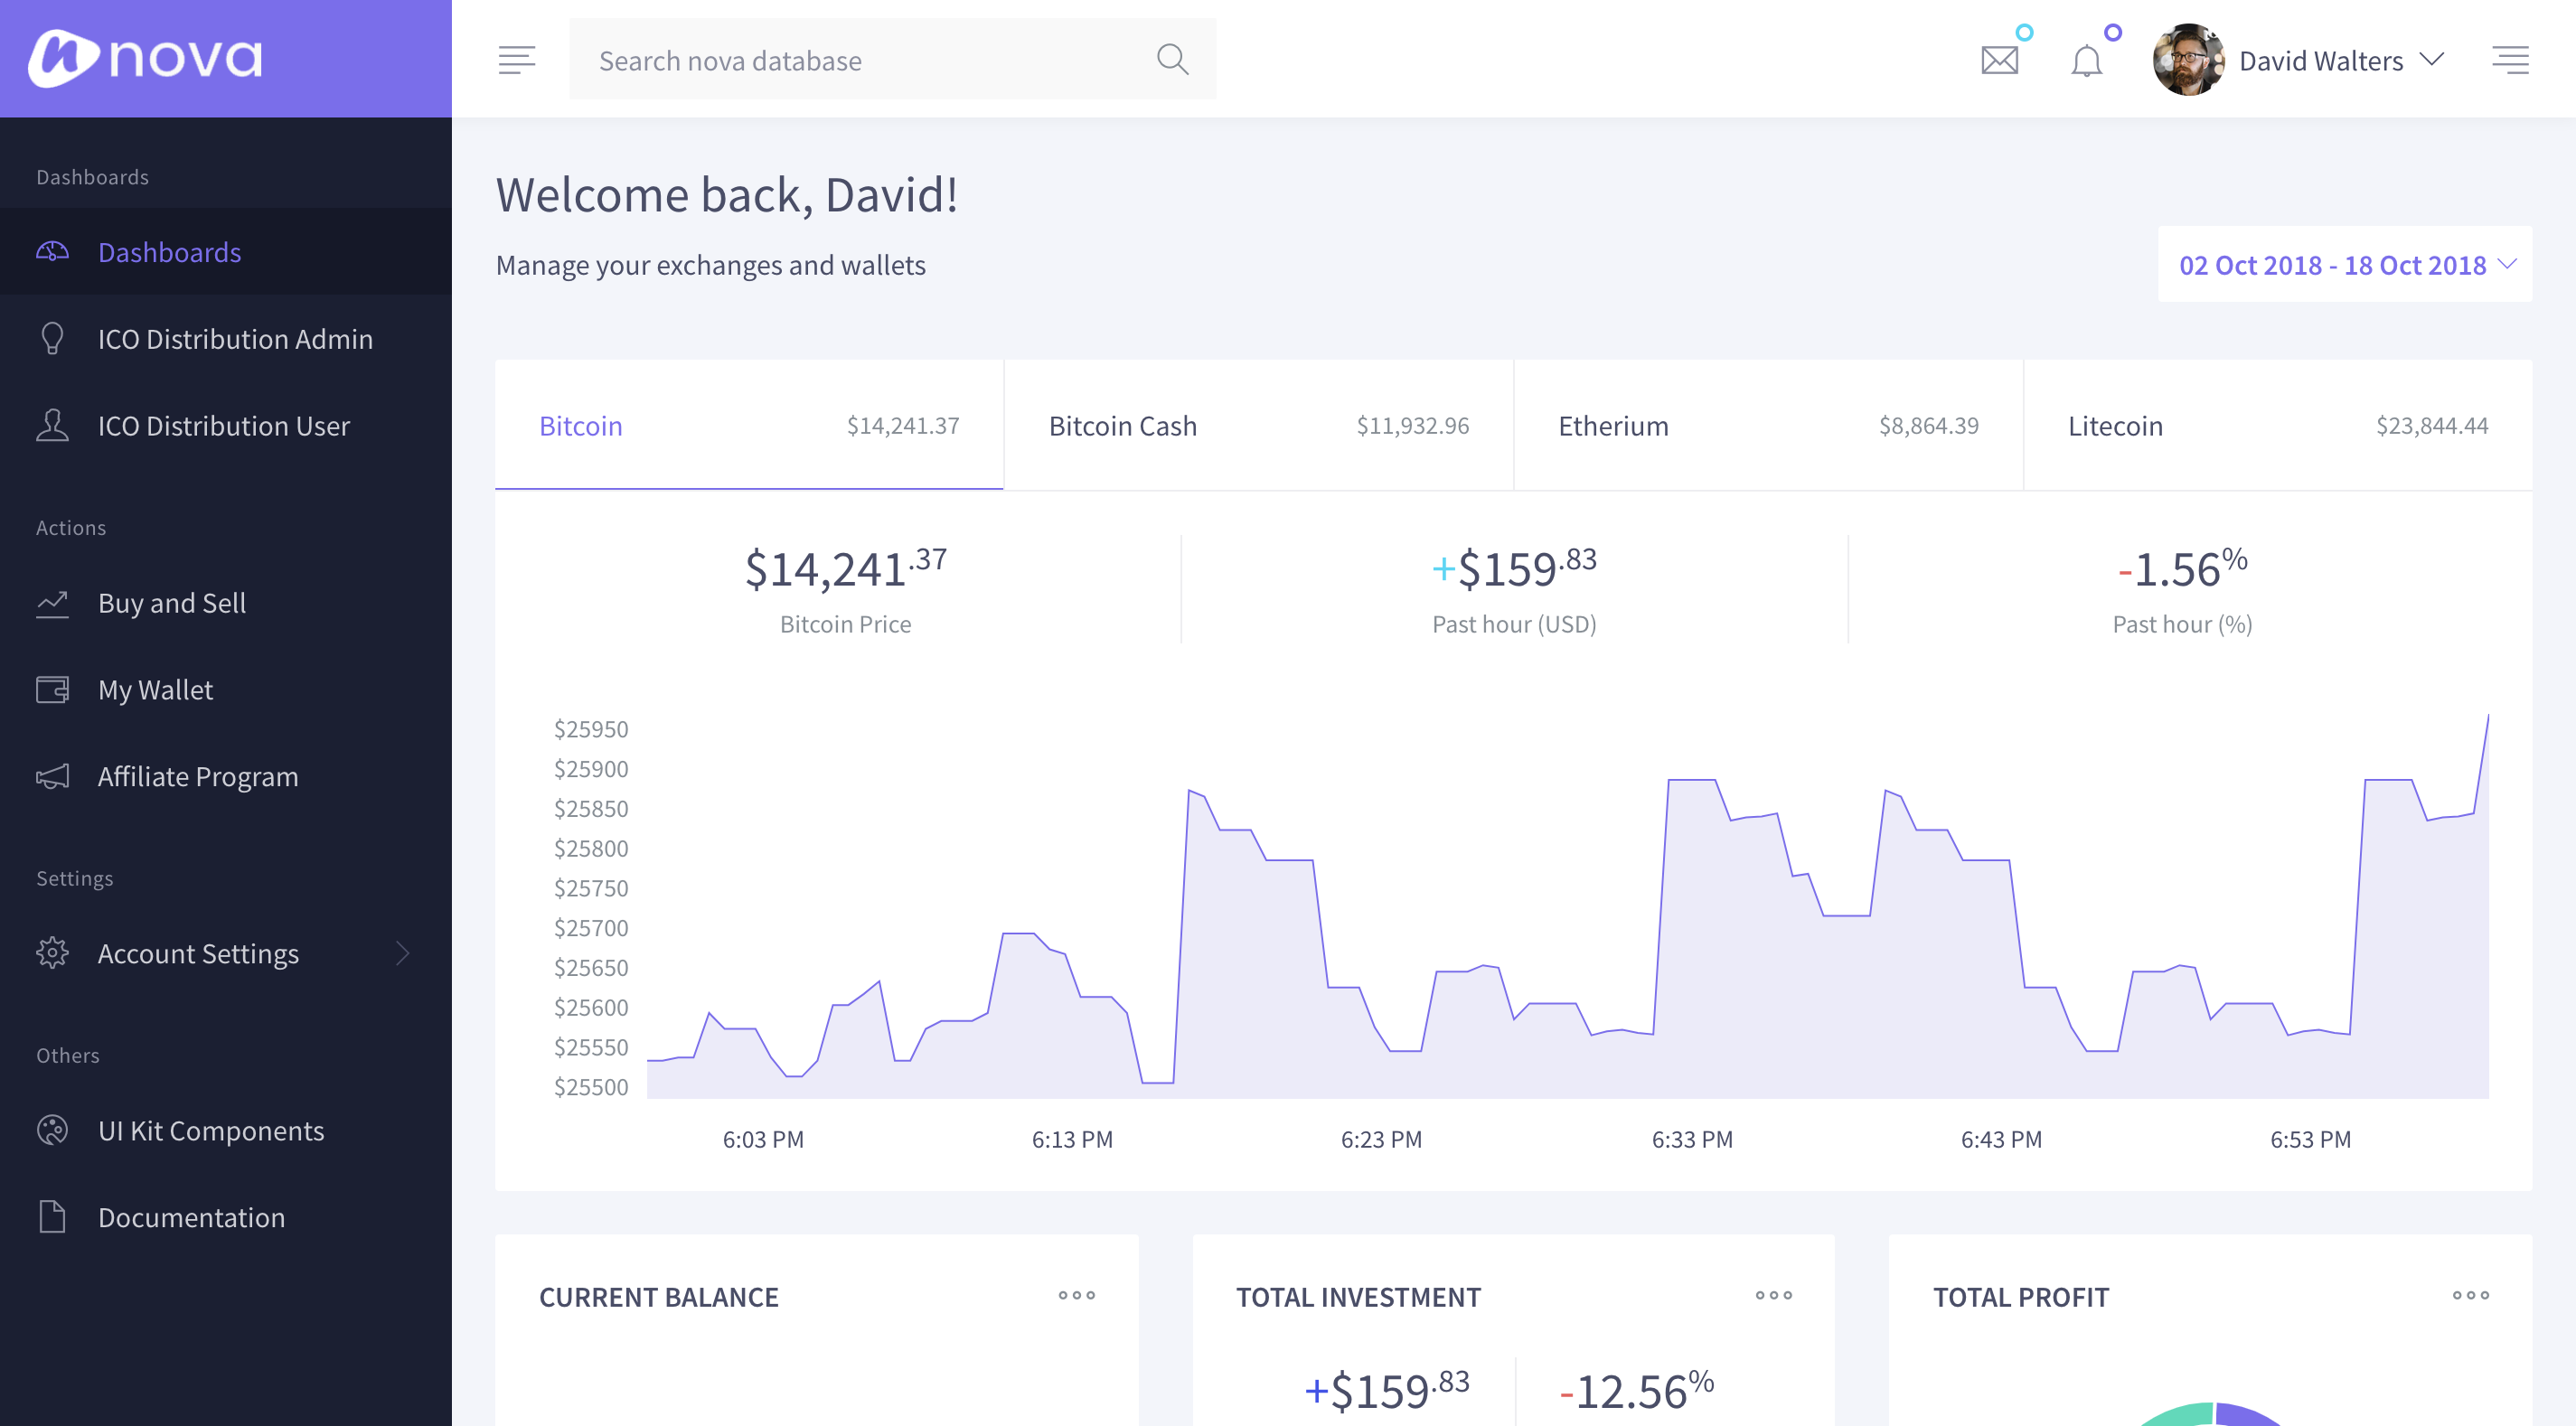 nova
Search nova database
David Walters
Dashboards
Dashboards
ICO Distribution Admin
ICO Distribution User
Actions
Buy and Sell
My Wallet
Affiliate Program
Settings
Account Settings
Others
UI Kit Components
Documentation
Welcome back, David!
Manage your exchanges and wallets
02 Oct 2018 - 18 Oct 2018
Bitcoin $14,241.37
Bitcoin Cash $11,932.96
Etherium $8,864.39
Litecoin $23,844.44
$14,241.37
Bitcoin Price
+$159.83
Past hour (USD)
-1.56%
Past hour (%)
$25950
$25900
$25850
$25800
$25750
$25700
$25650
$25600
$25550
$25500
6:03 PM 6:13 PM 6:23 PM 6:33 PM 6:43 PM 6:53 PM
CURRENT BALANCE
TOTAL INVESTMENT
+$159.83 -12.56%
TOTAL PROFIT